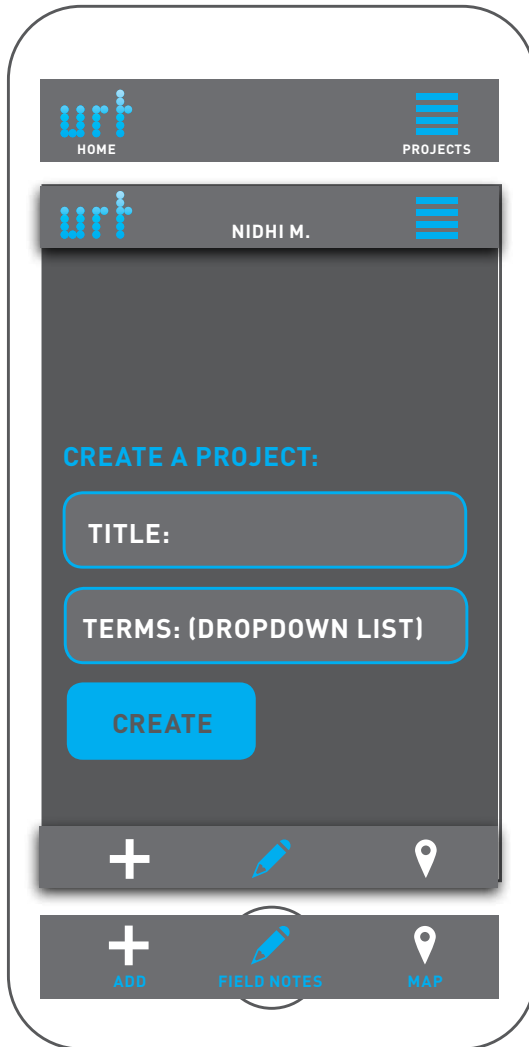 urt
HOME
PROJECTS
urt
NIDHI M.
CREATE A PROJECT:
TITLE:
TERMS: (DROPDOWN LIST)
CREATE
ADD
FIELD NOTES
MAP